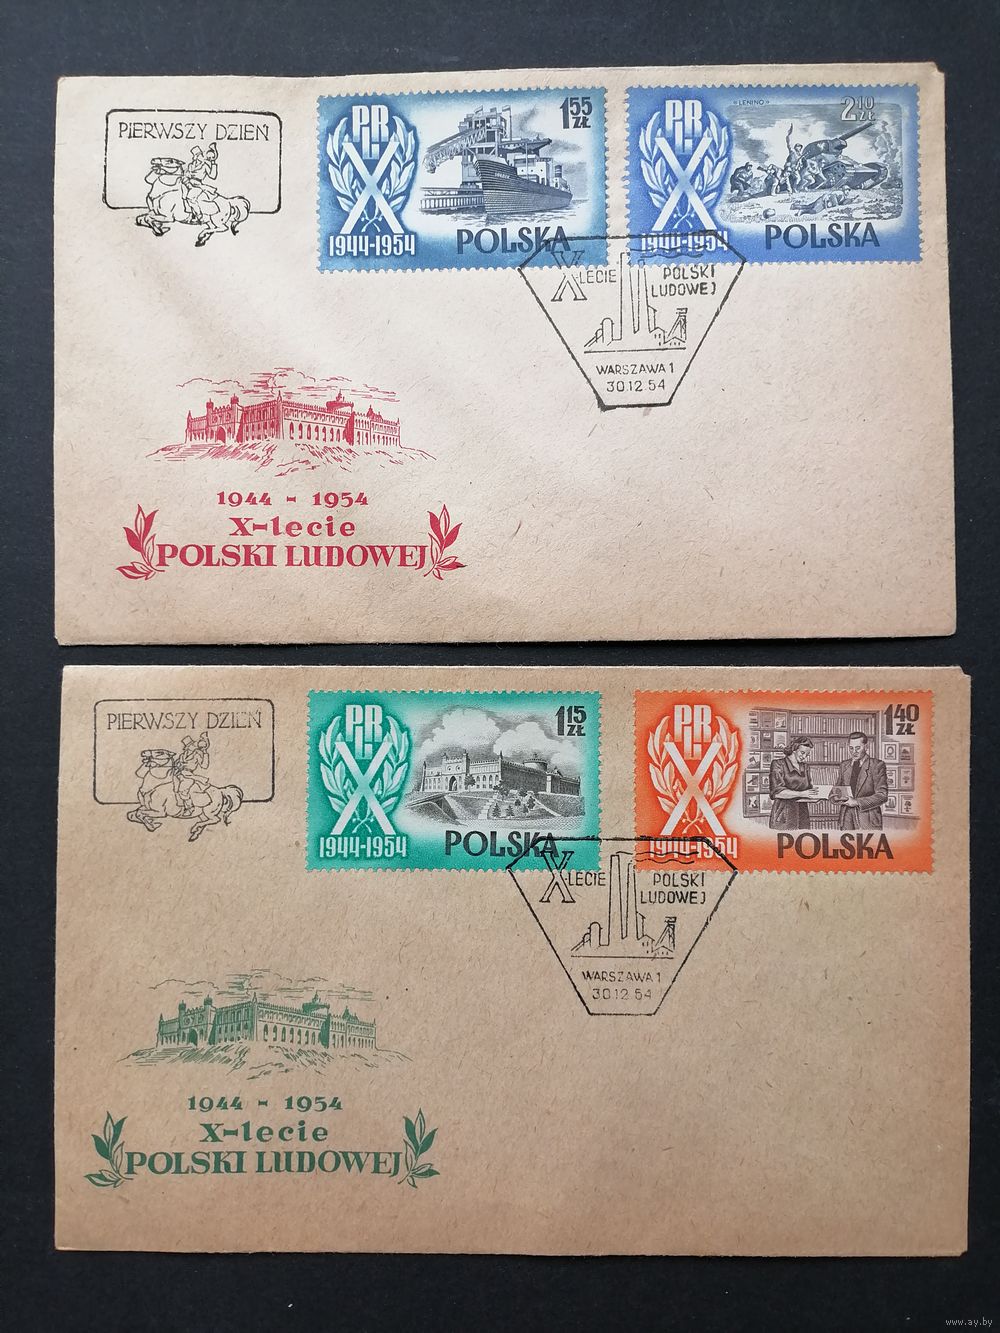 PIERWSZY DZIEŃ
PRL
X
1944-1954
1 55 ZŁ
POLSKA
PRL
X
1944-1954
«LENINO»
2 10 ZŁ
POLSKA
X LECIE POLSKI
LUDOWEJ
WARSZAWA 1
30.12.54
1944 - 1954
X-lecie
POLSKI LUDOWEJ
PIERWSZY DZIEŃ
PRL
X
1944-1954
1 15 ZŁ
POLSKA
PRL
X
1944-1954
1 40 ZŁ
POLSKA
X LECIE POLSKI
LUDOWEJ
WARSZAWA 1
30.12.54
1944 - 1954
X-lecie
POLSKI LUDOWEJ
www.ay.by